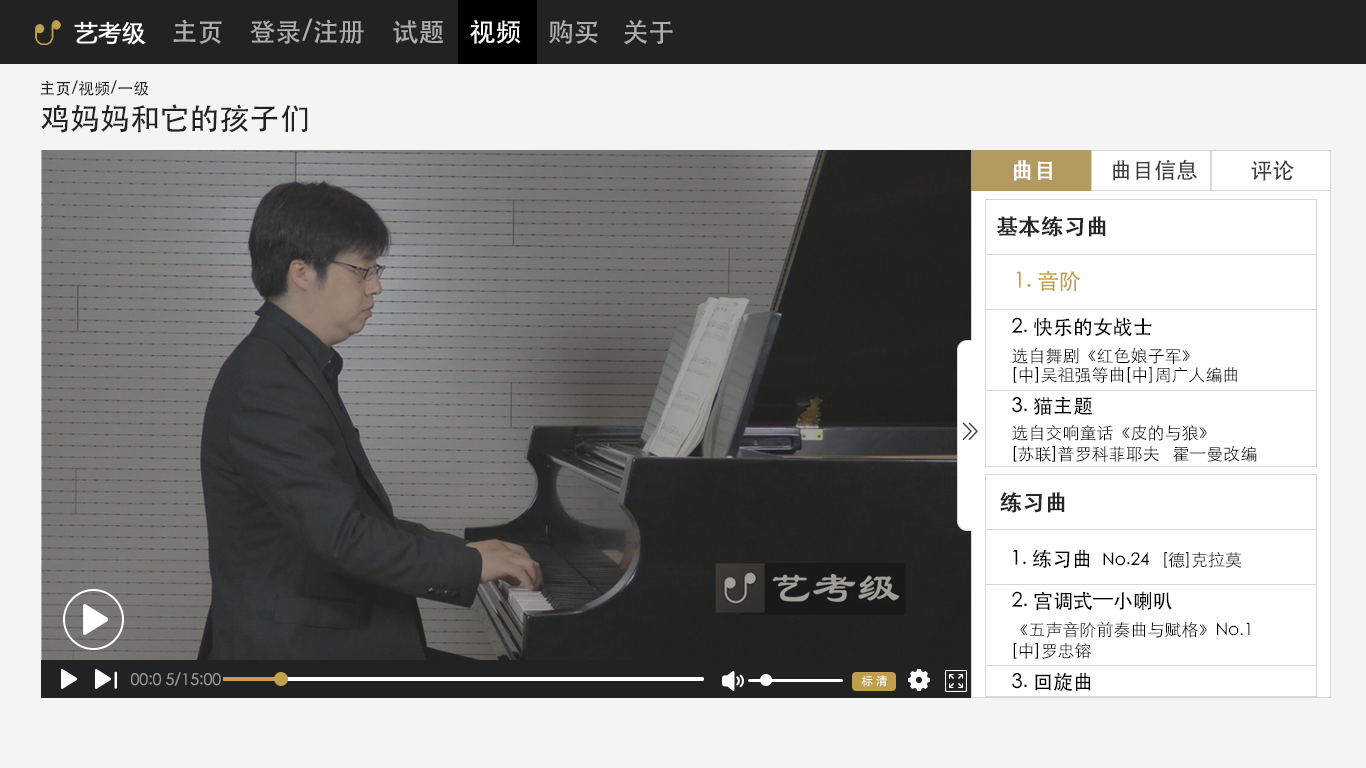 艺考级 主页 登录/注册 试题 视频 购买 关于
主页/视频/一级
鸡妈妈和它的孩子们
曲目 曲目信息 评论
基本练习曲
1. 音阶
2. 快乐的女战士
选自舞剧《红色娘子军》
[中]吴祖强等曲[中]周广人编曲
3. 猫主题
选自交响童话《皮的与狼》
[苏联]普罗科菲耶夫 霍一曼改编
练习曲
1. 练习曲 No.24 [德]克拉莫
2. 宫调式—小喇叭
《五声音阶前奏曲与赋格》No.1
[中]罗忠镕
3. 回旋曲
艺考级
00:0 5/15:00
标清